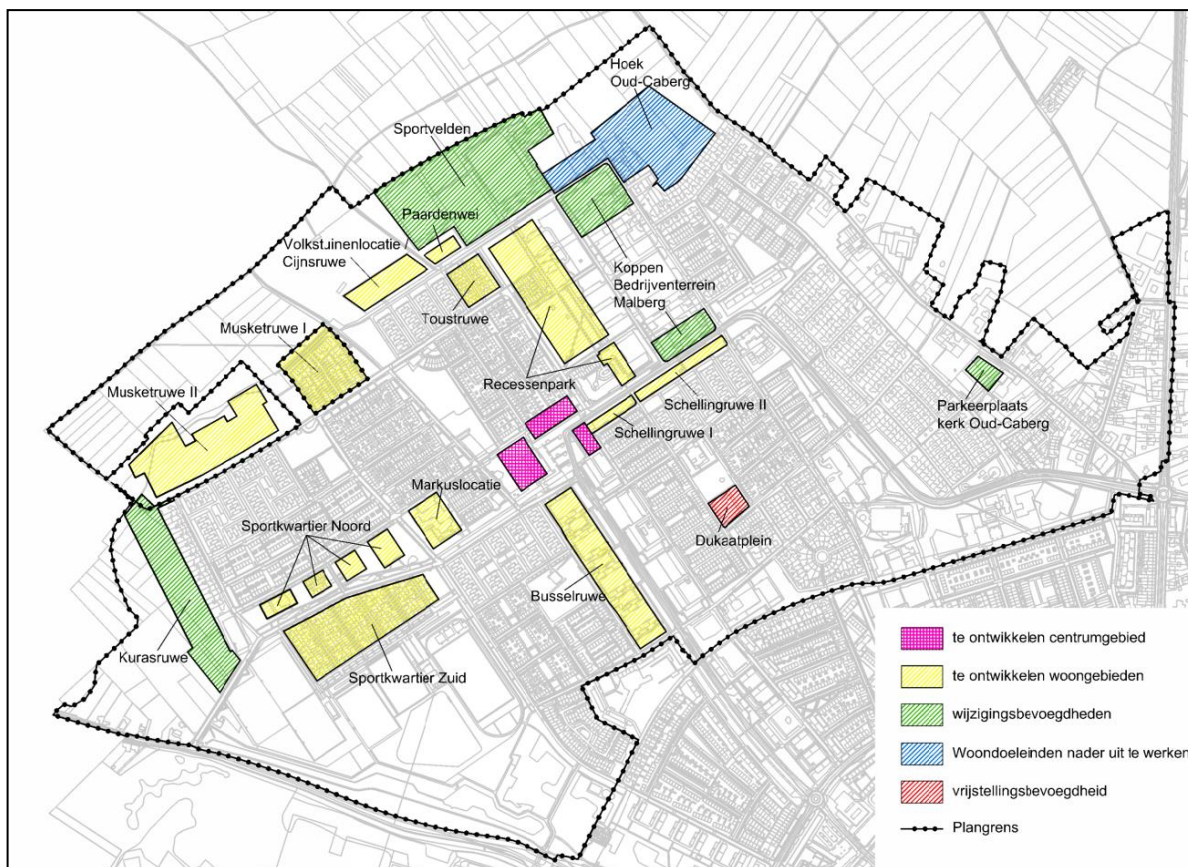 Hoek
Oud-Caberg
Sportvelden
Paardenwei
Volkstuinenlocatie
Cijnsruwe
Koppen
Bedrijventerrein
Malberg
Toustruwe
Musketruwe I
Recessenpark
Musketruwe II
Schellingruwe II
Parkeerplaats
kerk Oud-Caberg
Schellingruwe I
Markuslocatie
Sportkwartier Noord
Dukaatplein
Busselruwe
Kurasruwe
Sportkwartier Zuid
te ontwikkelen centrumgebied
te ontwikkelen woongebieden
wijzigingsbevoegdheden
Woondoeleinden nader uit te werken
vrijstellingsbevoegdheid
Plangrens